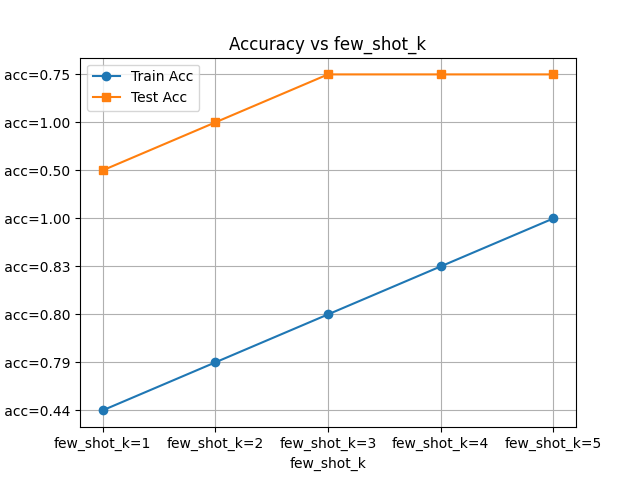 Accuracy vs few_shot_k
Train Acc
Test Acc
acc=0.75
acc=1.00
acc=0.50
acc=1.00
acc=0.83
acc=0.80
acc=0.79
acc=0.44
few_shot_k=1 few_shot_k=2 few_shot_k=3 few_shot_k=4 few_shot_k=5
few_shot_k